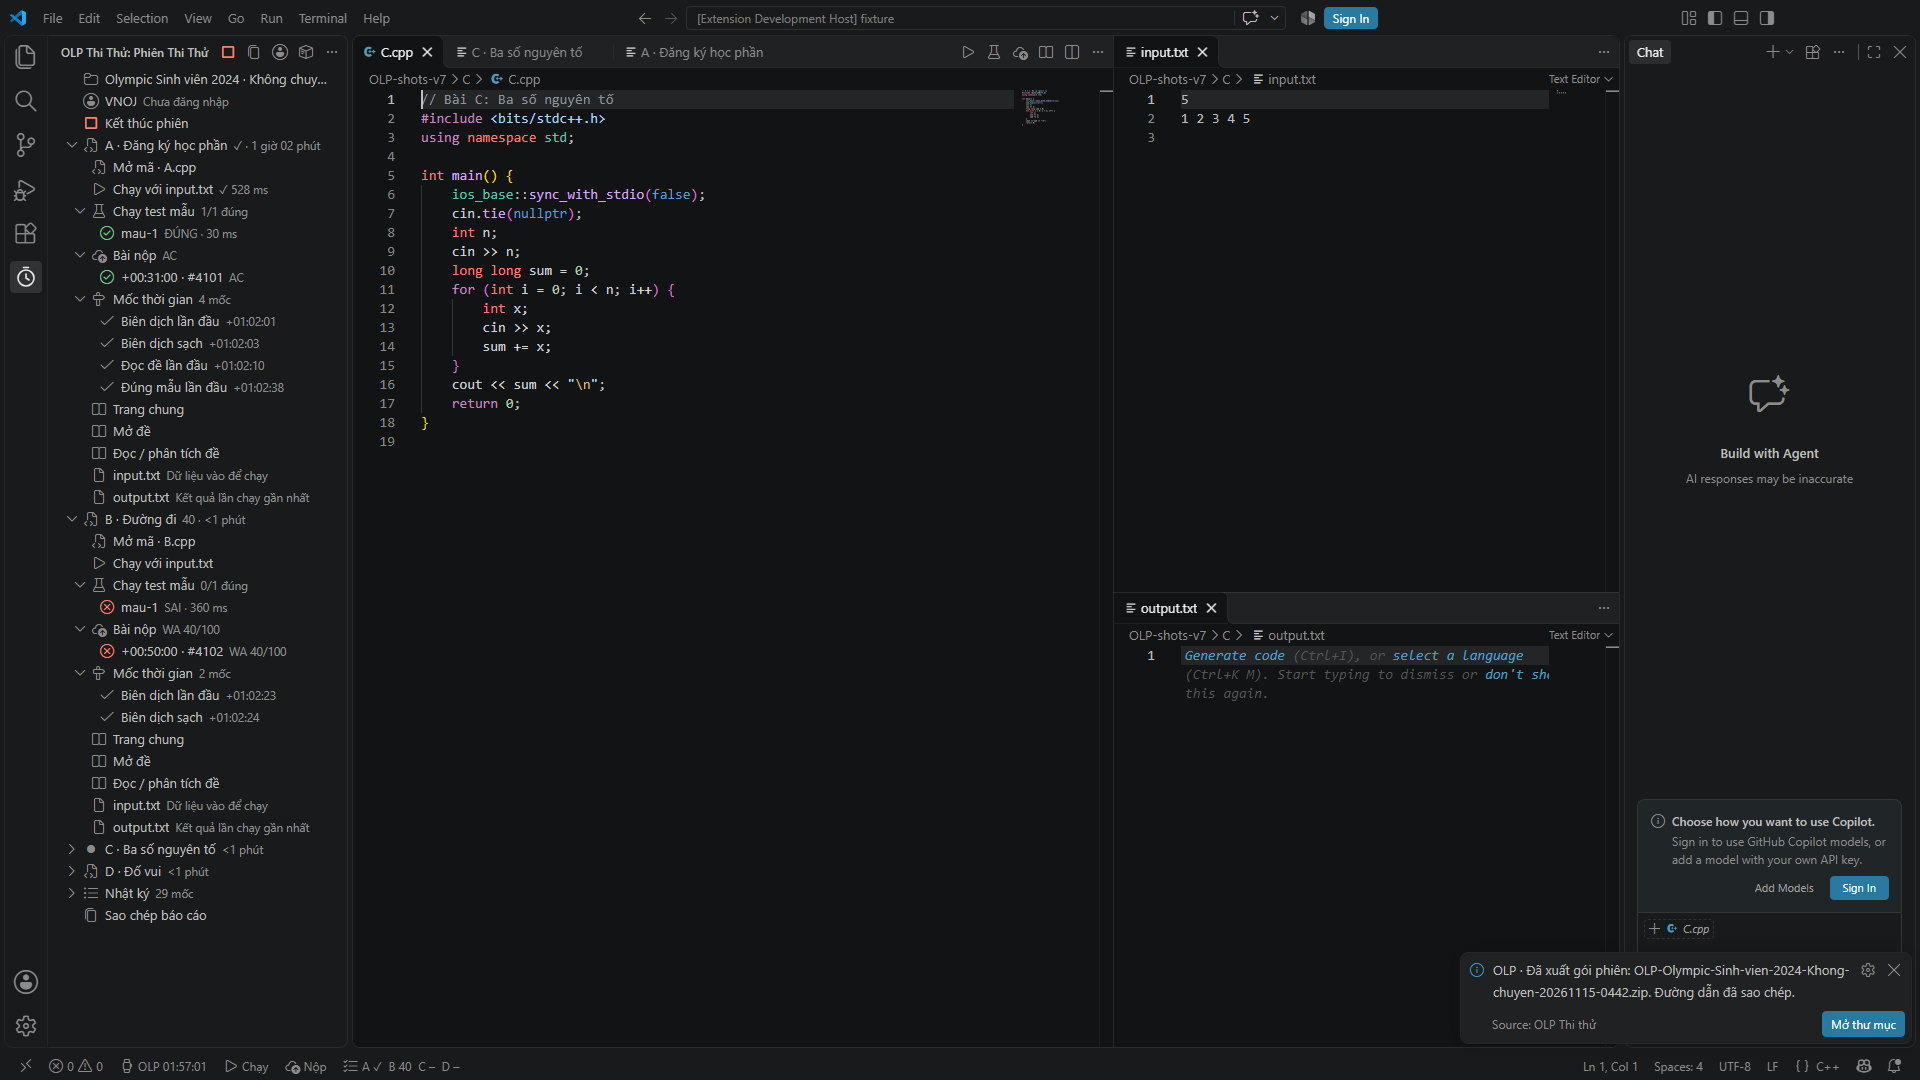 File Edit Selection View Go Run Terminal Help
[Extension Development Host] fixture
Sign In
OLP Thi Thử: Phiên Thi Thử
Olympic Sinh viên 2024 · Không chuy...
VNOJ Chưa đăng nhập
Kết thúc phiên
A · Đăng ký học phần ✓ · 1 giờ 02 phút
Mở mã · A.cpp
Chạy với input.txt ✓ 528 ms
Chạy test mẫu 1/1 đúng
mau-1 ĐÚNG · 30 ms
Bài nộp AC
+00:31:00 · #4101 AC
Mốc thời gian 4 mốc
Biên dịch lần đầu +01:02:01
Biên dịch sạch +01:02:03
Đọc đề lần đầu +01:02:10
Đúng mẫu lần đầu +01:02:38
Trang chung
Mở đề
Đọc / phân tích đề
input.txt Dữ liệu vào để chạy
output.txt Kết quả lần chạy gần nhất
B · Đường đi 40 · <1 phút
Mở mã · B.cpp
Chạy với input.txt
Chạy test mẫu 0/1 đúng
mau-1 SAI · 360 ms
Bài nộp WA 40/100
+00:50:00 · #4102 WA 40/100
Mốc thời gian 2 mốc
Biên dịch lần đầu +01:02:23
Biên dịch sạch +01:02:24
Trang chung
Mở đề
Đọc / phân tích đề
input.txt Dữ liệu vào để chạy
output.txt Kết quả lần chạy gần nhất
C · Ba số nguyên tố <1 phút
D · Đố vui <1 phút
Nhật ký 29 mốc
Sao chép báo cáo
C.cpp C · Ba số nguyên tố A · Đăng ký học phần
OLP-shots-v7 > C > C.cpp
1 // Bài C: Ba số nguyên tố
2 #include <bits/stdc++.h>
3 using namespace std;
4
5 int main() {
6 ios_base::sync_with_stdio(false);
7 cin.tie(nullptr);
8 int n;
9 cin >> n;
10 long long sum = 0;
11 for (int i = 0; i < n; i++) {
12 int x;
13 cin >> x;
14 sum += x;
15 }
16 cout << sum << "\n";
17 return 0;
18 }
19
input.txt
OLP-shots-v7 > C > input.txt Text Editor
1 5
2 1 2 3 4 5
3
output.txt
OLP-shots-v7 > C > output.txt Text Editor
1 Generate code (Ctrl+I), or select a language
(Ctrl+K M). Start typing to dismiss or don't sh
this again.
Chat
Build with Agent
AI responses may be inaccurate
Choose how you want to use Copilot.
Sign in to use GitHub Copilot models, or
add a model with your own API key.
Add Models Sign In
C.cpp
OLP · Đã xuất gói phiên: OLP-Olympic-Sinh-vien-2024-Khong-
chuyen-20261115-0442.zip. Đường dẫn đã sao chép.
Source: OLP Thi thử
Mở thư mục
0 0 OLP 01:57:01 Chạy Nộp A ✓ B 40 C – D –
Ln 1, Col 1 Spaces: 4 UTF-8 LF { } C++